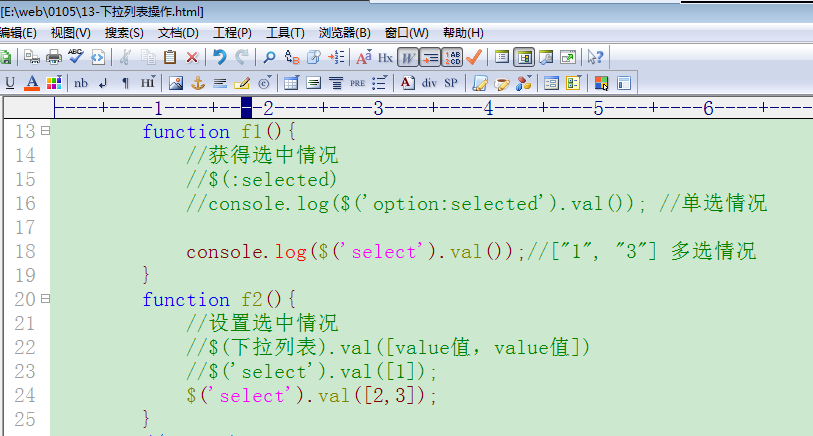 [E:\web\0105\13-下拉列表操作.html]
编辑(E) 视图(V) 搜索(S) 文档(D) 工程(P) 工具(T) 浏览器(B) 窗口(W) 帮助(H)
Hx W
U A nb HI PRE A div SP
1 2 3 4 5 6
13 function f1(){
14 //获得选中情况
15 //$(:selected)
16 //console.log($('option:selected').val()); //单选情况
17
18 console.log($('select').val());//["1", "3"] 多选情况
19 }
20 function f2(){
21 //设置选中情况
22 //$(下拉列表).val([value值，value值])
23 //$('select').val([1]);
24 $('select').val([2,3]);
25 }